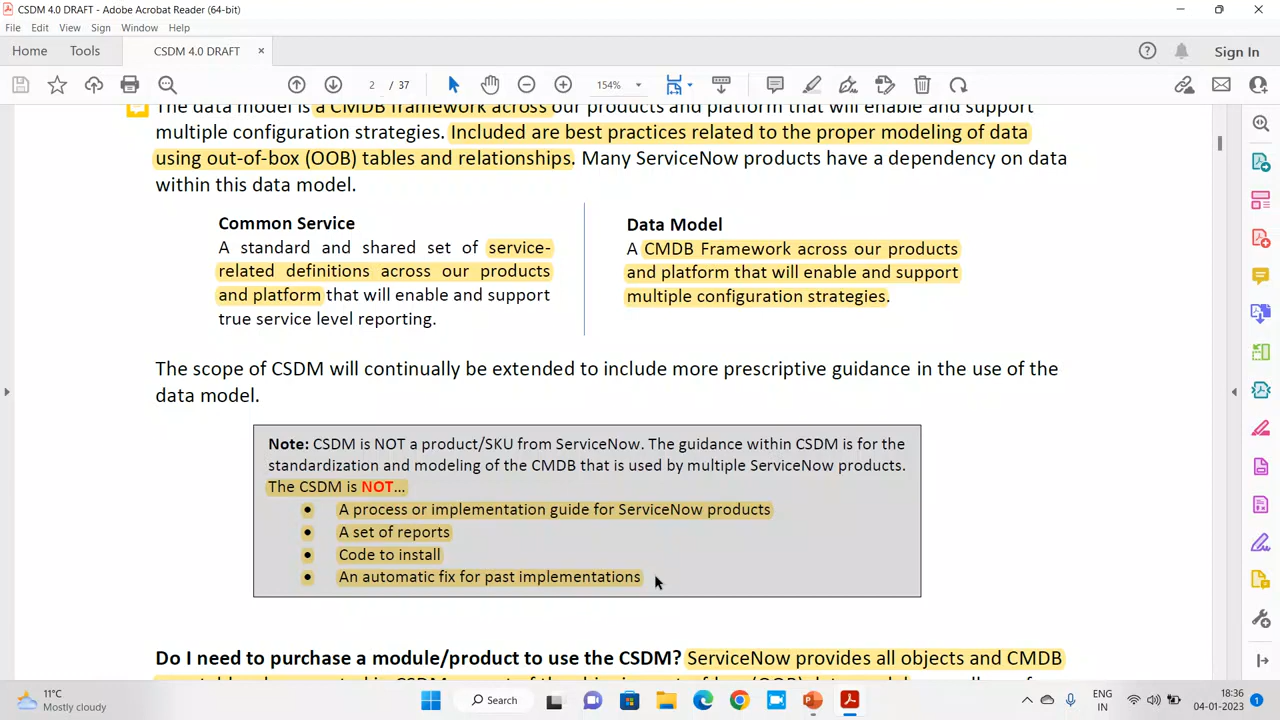 CSDM 4.0 DRAFT - Adobe Acrobat Reader (64-bit)
File Edit View Sign Window Help
Home Tools CSDM 4.0 DRAFT × Sign In
2 / 37 154%
The data model is a CMDB framework across our products and platform that will enable and support
multiple configuration strategies. Included are best practices related to the proper modeling of data
using out-of-box (OOB) tables and relationships. Many ServiceNow products have a dependency on data
within this data model.
Common Service
A standard and shared set of service-
related definitions across our products
and platform that will enable and support
true service level reporting.
Data Model
A CMDB Framework across our products
and platform that will enable and support
multiple configuration strategies.
The scope of CSDM will continually be extended to include more prescriptive guidance in the use of the
data model.
Note: CSDM is NOT a product/SKU from ServiceNow. The guidance within CSDM is for the
standardization and modeling of the CMDB that is used by multiple ServiceNow products.
The CSDM is NOT...
• A process or implementation guide for ServiceNow products
• A set of reports
• Code to install
• An automatic fix for past implementations
Do I need to purchase a module/product to use the CSDM? ServiceNow provides all objects and CMDB
11°C
Mostly cloudy
Search
ENG
IN
18:36
04-01-2023
1